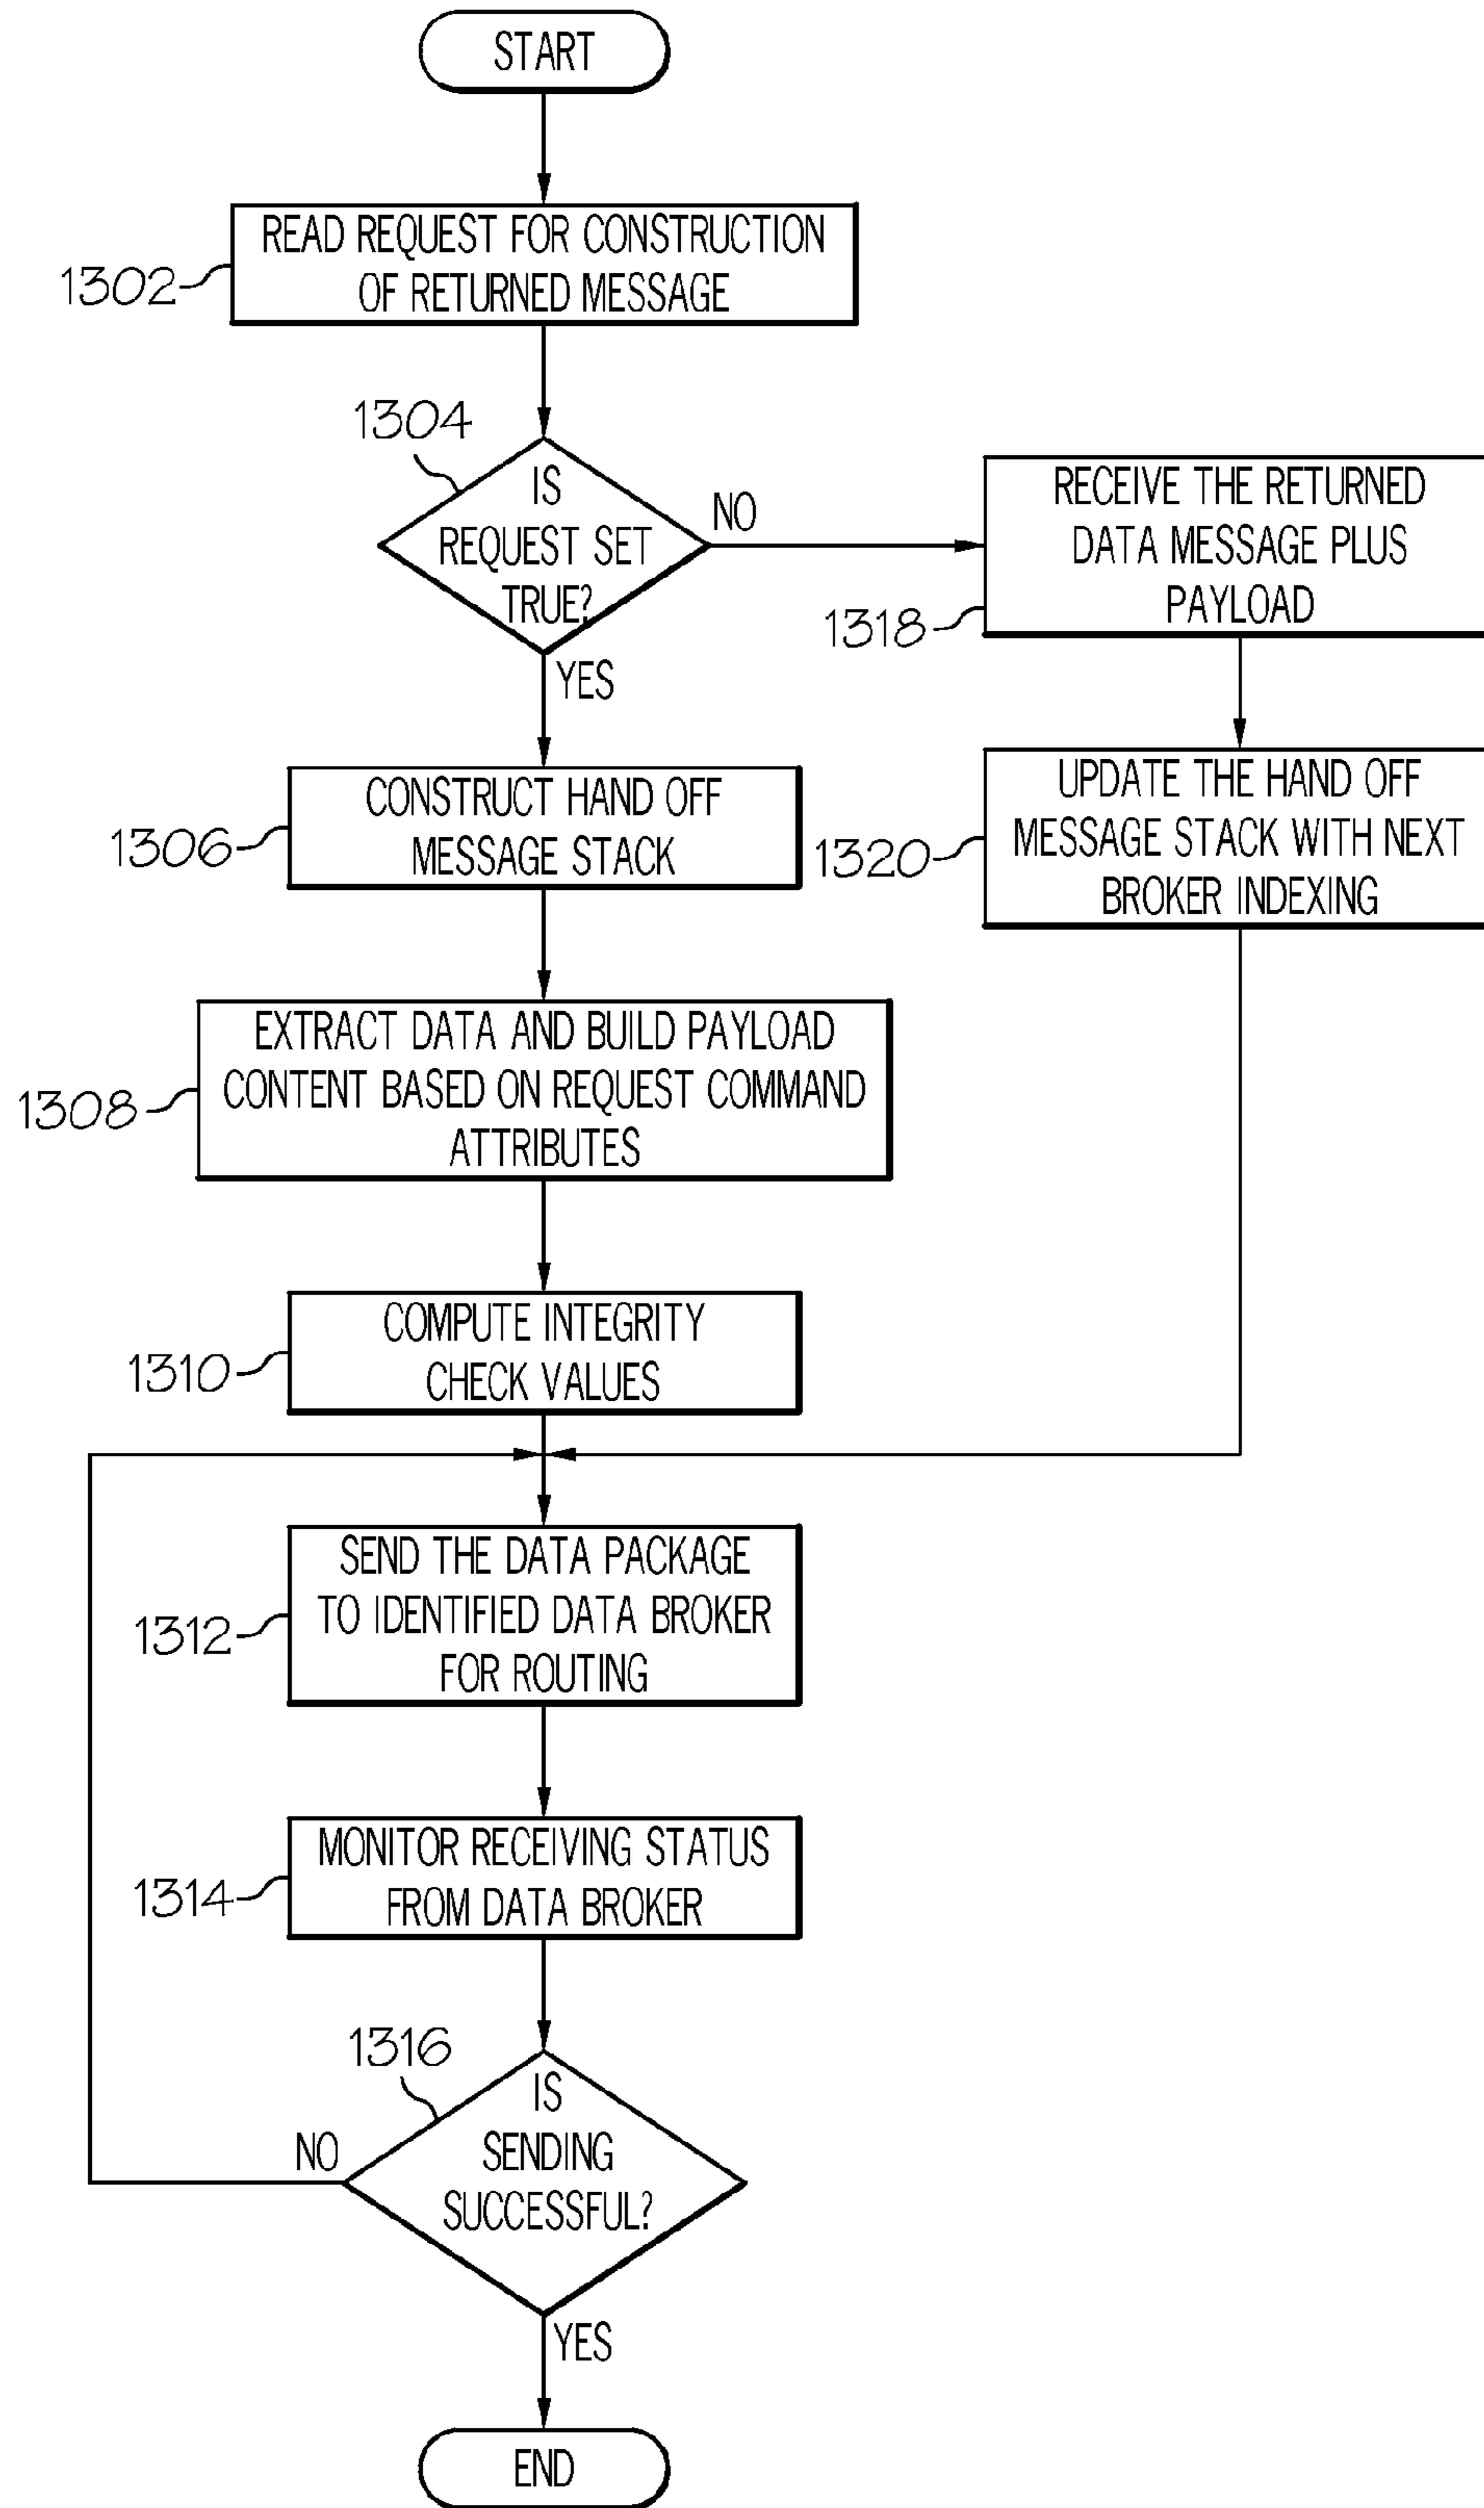 START
READ REQUEST FOR CONSTRUCTION
OF RETURNED MESSAGE
1302
1304
IS
REQUEST SET
TRUE?
NO
YES
RECEIVE THE RETURNED
DATA MESSAGE PLUS
PAYLOAD
1318
CONSTRUCT HAND OFF
MESSAGE STACK
1306
UPDATE THE HAND OFF
MESSAGE STACK WITH NEXT
BROKER INDEXING
1320
EXTRACT DATA AND BUILD PAYLOAD
CONTENT BASED ON REQUEST COMMAND
ATTRIBUTES
1308
COMPUTE INTEGRITY
CHECK VALUES
1310
SEND THE DATA PACKAGE
TO IDENTIFIED DATA BROKER
FOR ROUTING
1312
MONITOR RECEIVING STATUS
FROM DATA BROKER
1314
1316
IS
SENDING
SUCCESSFUL?
NO
YES
END